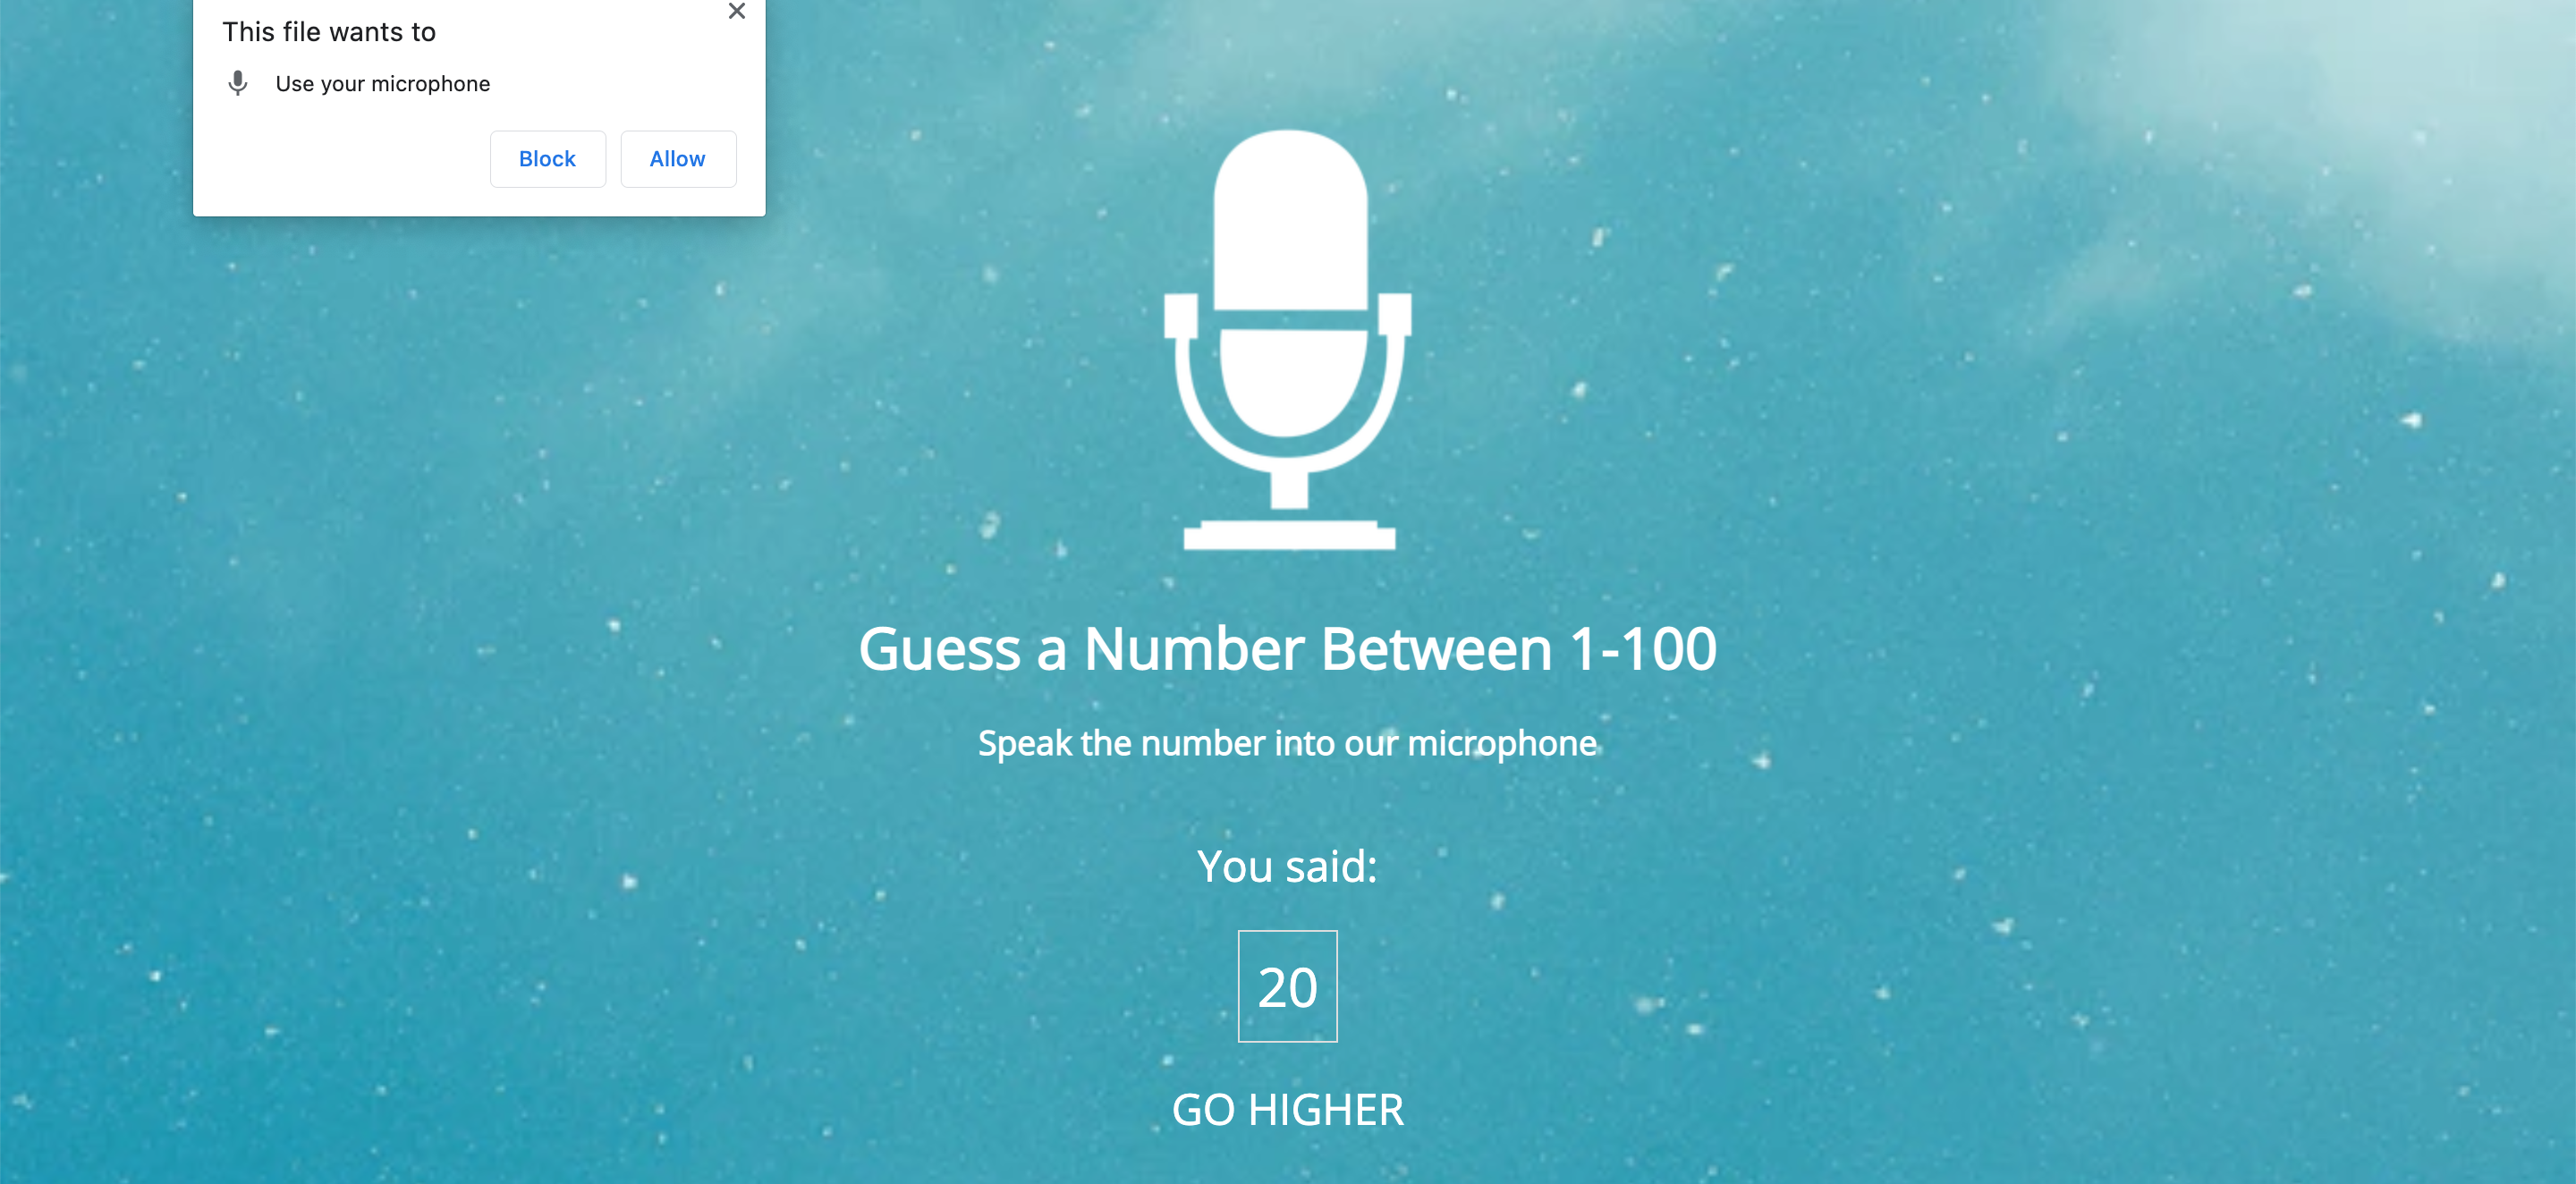 This file wants to
Use your microphone
Block Allow
Guess a Number Between 1-100
Speak the number into our microphone
You said:
20
GO HIGHER